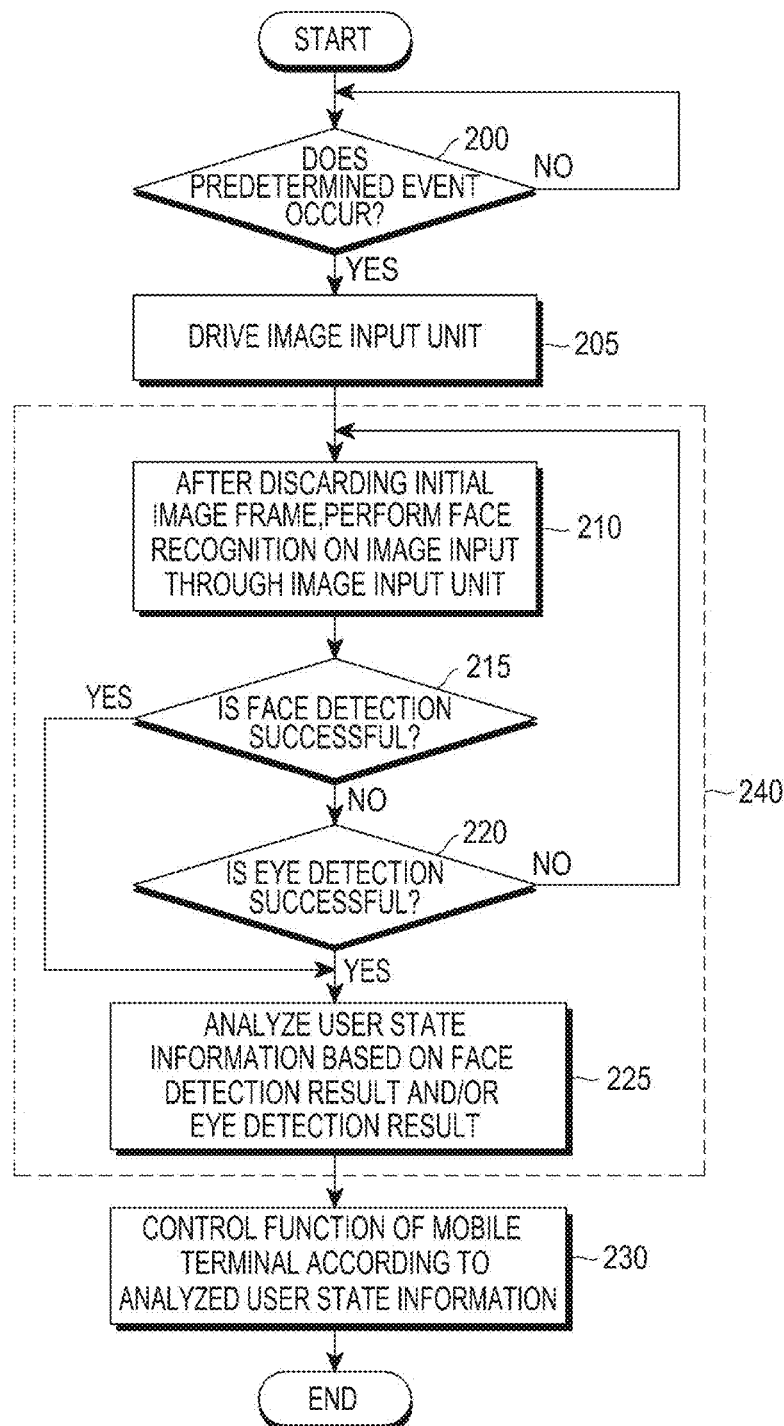 START
200
DOES
PREDETERMINED EVENT
OCCUR?
NO
YES
DRIVE IMAGE INPUT UNIT
205
AFTER DISCARDING INITIAL
IMAGE FRAME,PERFORM FACE
RECOGNITION ON IMAGE INPUT
THROUGH IMAGE INPUT UNIT
210
215
YES
IS FACE DETECTION
SUCCESSFUL?
NO
240
220
IS EYE DETECTION
SUCCESSFUL?
NO
YES
ANALYZE USER STATE
INFORMATION BASED ON FACE
DETECTION RESULT AND/OR
EYE DETECTION RESULT
225
CONTROL FUNCTION OF MOBILE
TERMINAL ACCORDING TO
ANALYZED USER STATE INFORMATION
230
END